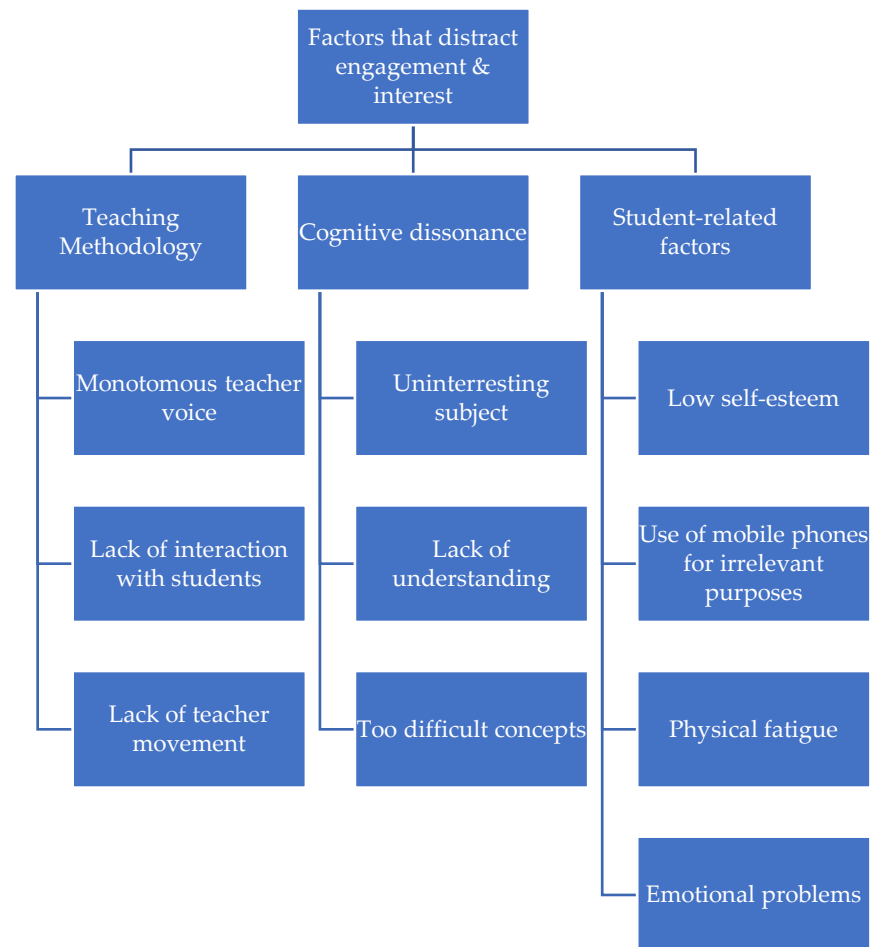 Factors that distract
engagement &
interest
Teaching
Methodology
Monotomous teacher
voice
Lack of interaction
with students
Lack of teacher
movement
Cognitive dissonance
Uninterresting
subject
Lack of
understanding
Too difficult concepts
Student-related
factors
Low self-esteem
Use of mobile phones
for irrelevant
purposes
Physical fatigue
Emotional problems